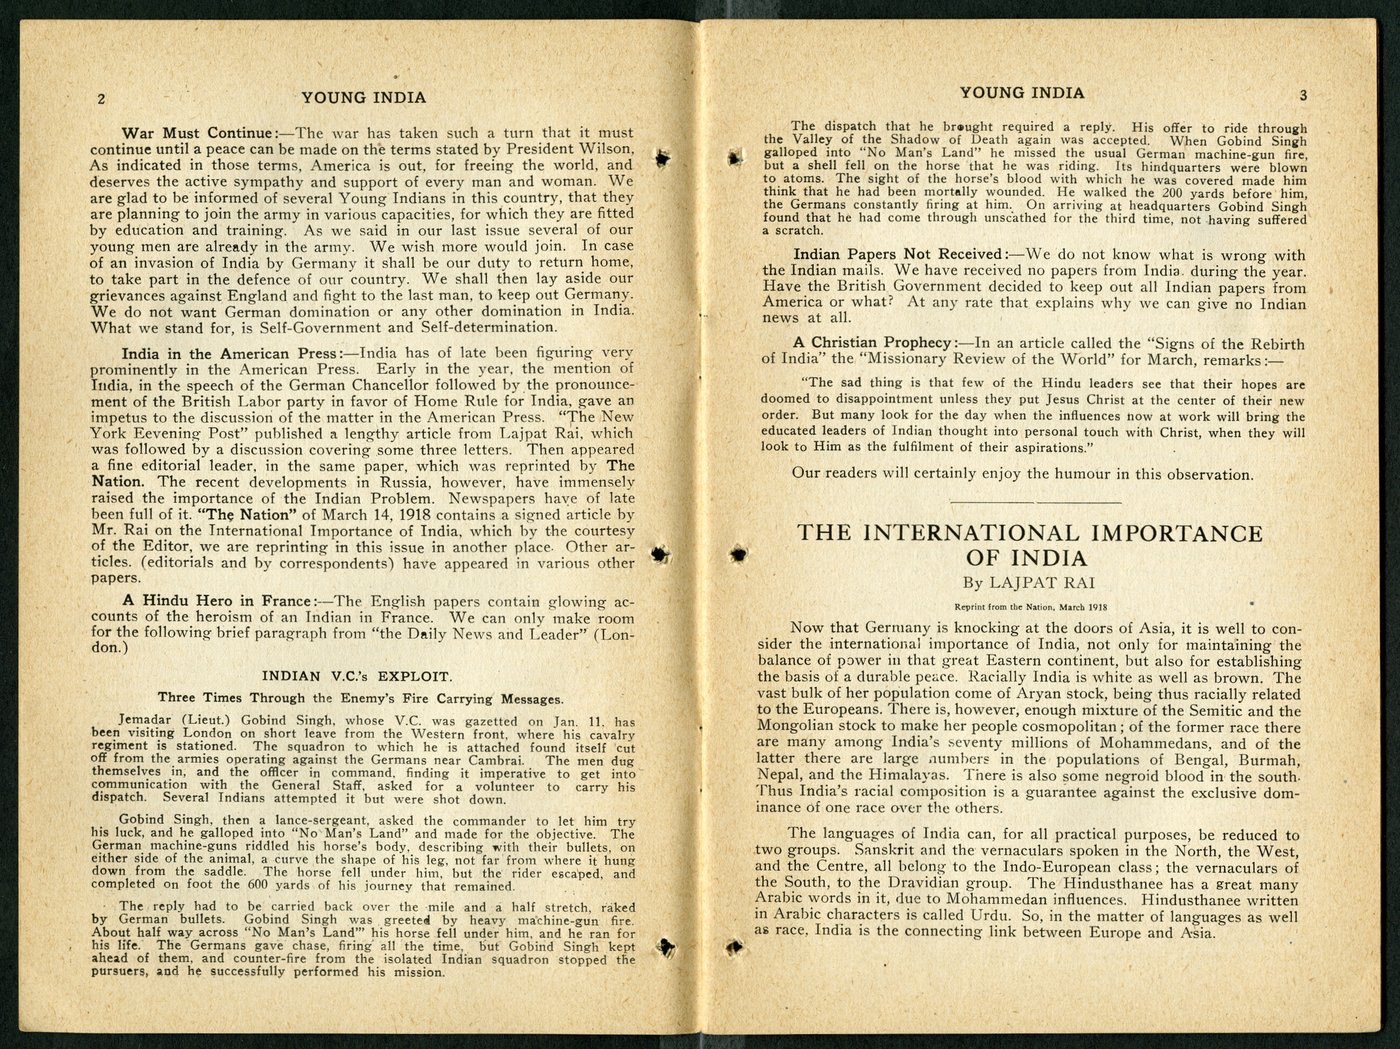 2
YOUNG INDIA
War Must Continue:—The war has taken such a turn that it must
continue until a peace can be made on the terms stated by President Wilson,
As indicated in those terms, America is out, for freeing the world, and
deserves the active sympathy and support of every man and woman. We
are glad to be informed of several Young Indians in this country, that they
are planning to join the army in various capacities, for which they are fitted
by education and training. As we said in our last issue several of our
young men are already in the army. We wish more would join. In case
of an invasion of India by Germany it shall be our duty to return home,
to take part in the defence of our country. We shall then lay aside our
grievances against England and fight to the last man, to keep out Germany.
We do not want German domination or any other domination in India.
What we stand for, is Self-Government and Self-determination.
India in the American Press:—India has of late been figuring very
prominently in the American Press. Early in the year, the mention of
India, in the speech of the German Chancellor followed by the pronounce-
ment of the British Labor party in favor of Home Rule for India, gave an
impetus to the discussion of the matter in the American Press. “The New
York Eevening Post” published a lengthy article from Lajpat Rai, which
was followed by a discussion covering some three letters. Then appeared
a fine editorial leader, in the same paper, which was reprinted by The
Nation. The recent developments in Russia, however, have immensely
raised the importance of the Indian Problem. Newspapers have of late
been full of it. “The Nation” of March 14, 1918 contains a signed article by
Mr. Rai on the International Importance of India, which by the courtesy
of the Editor, we are reprinting in this issue in another place. Other ar-
ticles. (editorials and by correspondents) have appeared in various other
papers.
A Hindu Hero in France:—The English papers contain glowing ac-
counts of the heroism of an Indian in France. We can only make room
for the following brief paragraph from “the Daily News and Leader” (Lon-
don.)
INDIAN V.C.'s EXPLOIT.
Three Times Through the Enemy's Fire Carrying Messages.
Jemadar (Lieut.) Gobind Singh, whose V.C. was gazetted on Jan. 11, has
been visiting London on short leave from the Western front, where his cavalry
regiment is stationed. The squadron to which he is attached found itself cut
off from the armies operating against the Germans near Cambrai. The men dug
themselves in, and the officer in command, finding it imperative to get into
communication with the General Staff, asked for a volunteer to carry his
dispatch. Several Indians attempted it but were shot down.
Gobind Singh, then a lance-sergeant, asked the commander to let him try
his luck, and he galloped into “No Man's Land” and made for the objective. The
German machine-guns riddled his horse's body, describing with their bullets, on
either side of the animal, a curve the shape of his leg, not far from where it hung
down from the saddle. The horse fell under him, but the rider escaped, and
completed on foot the 600 yards of his journey that remained.
The reply had to be carried back over the mile and a half stretch, raked
by German bullets. Gobind Singh was greeted by heavy machine-gun fire.
About half way across “No Man's Land”' his horse fell under him, and he ran for
his life. The Germans gave chase, firing all the time, but Gobind Singh kept
ahead of them, and counter-fire from the isolated Indian squadron stopped the
pursuers, and he successfully performed his mission.
YOUNG INDIA
3
The dispatch that he brought required a reply. His offer to ride through
the Valley of the Shadow of Death again was accepted. When Gobind Singh
galloped into “No Man's Land” he missed the usual German machine-gun fire,
but a shell fell on the horse that he was riding. Its hindquarters were blown
to atoms. The sight of the horse's blood with which he was covered made him
think that he had been mortally wounded. He walked the 200 yards before him,
the Germans constantly firing at him. On arriving at headquarters Gobind Singh
found that he had come through unscathed for the third time, not having suffered
a scratch.
Indian Papers Not Received:—We do not know what is wrong with
the Indian mails. We have received no papers from India. during the year.
Have the British Government decided to keep out all Indian papers from
America or what? At any rate that explains why we can give no Indian
news at all.
A Christian Prophecy:—In an article called the “Signs of the Rebirth
of India” the “Missionary Review of the World” for March, remarks:—
“The sad thing is that few of the Hindu leaders see that their hopes are
doomed to disappointment unless they put Jesus Christ at the center of their new
order. But many look for the day when the influences now at work will bring the
educated leaders of Indian thought into personal touch with Christ, when they will
look to Him as the fulfilment of their aspirations.”
Our readers will certainly enjoy the humour in this observation.
THE INTERNATIONAL IMPORTANCE
OF INDIA
By LAJPAT RAI
Reprint from the Nation, March 1918
Now that Germany is knocking at the doors of Asia, it is well to con-
sider the international importance of India, not only for maintaining the
balance of power in that great Eastern continent, but also for establishing
the basis of a durable peace. Racially India is white as well as brown. The
vast bulk of her population come of Aryan stock, being thus racially related
to the Europeans. There is, however, enough mixture of the Semitic and the
Mongolian stock to make her people cosmopolitan; of the former race there
are many among India's seventy millions of Mohammedans, and of the
latter there are large numbers in the populations of Bengal, Burmah,
Nepal, and the Himalayas. There is also some negroid blood in the south.
Thus India's racial composition is a guarantee against the exclusive dom-
inance of one race over the others.
The languages of India can, for all practical purposes, be reduced to
two groups. Sanskrit and the vernaculars spoken in the North, the West,
and the Centre, all belong to the Indo-European class; the vernaculars of
the South, to the Dravidian group. The Hindusthanee has a great many
Arabic words in it, due to Mohammedan influences. Hindusthanee written
in Arabic characters is called Urdu. So, in the matter of languages as well
as race, India is the connecting link between Europe and Asia.